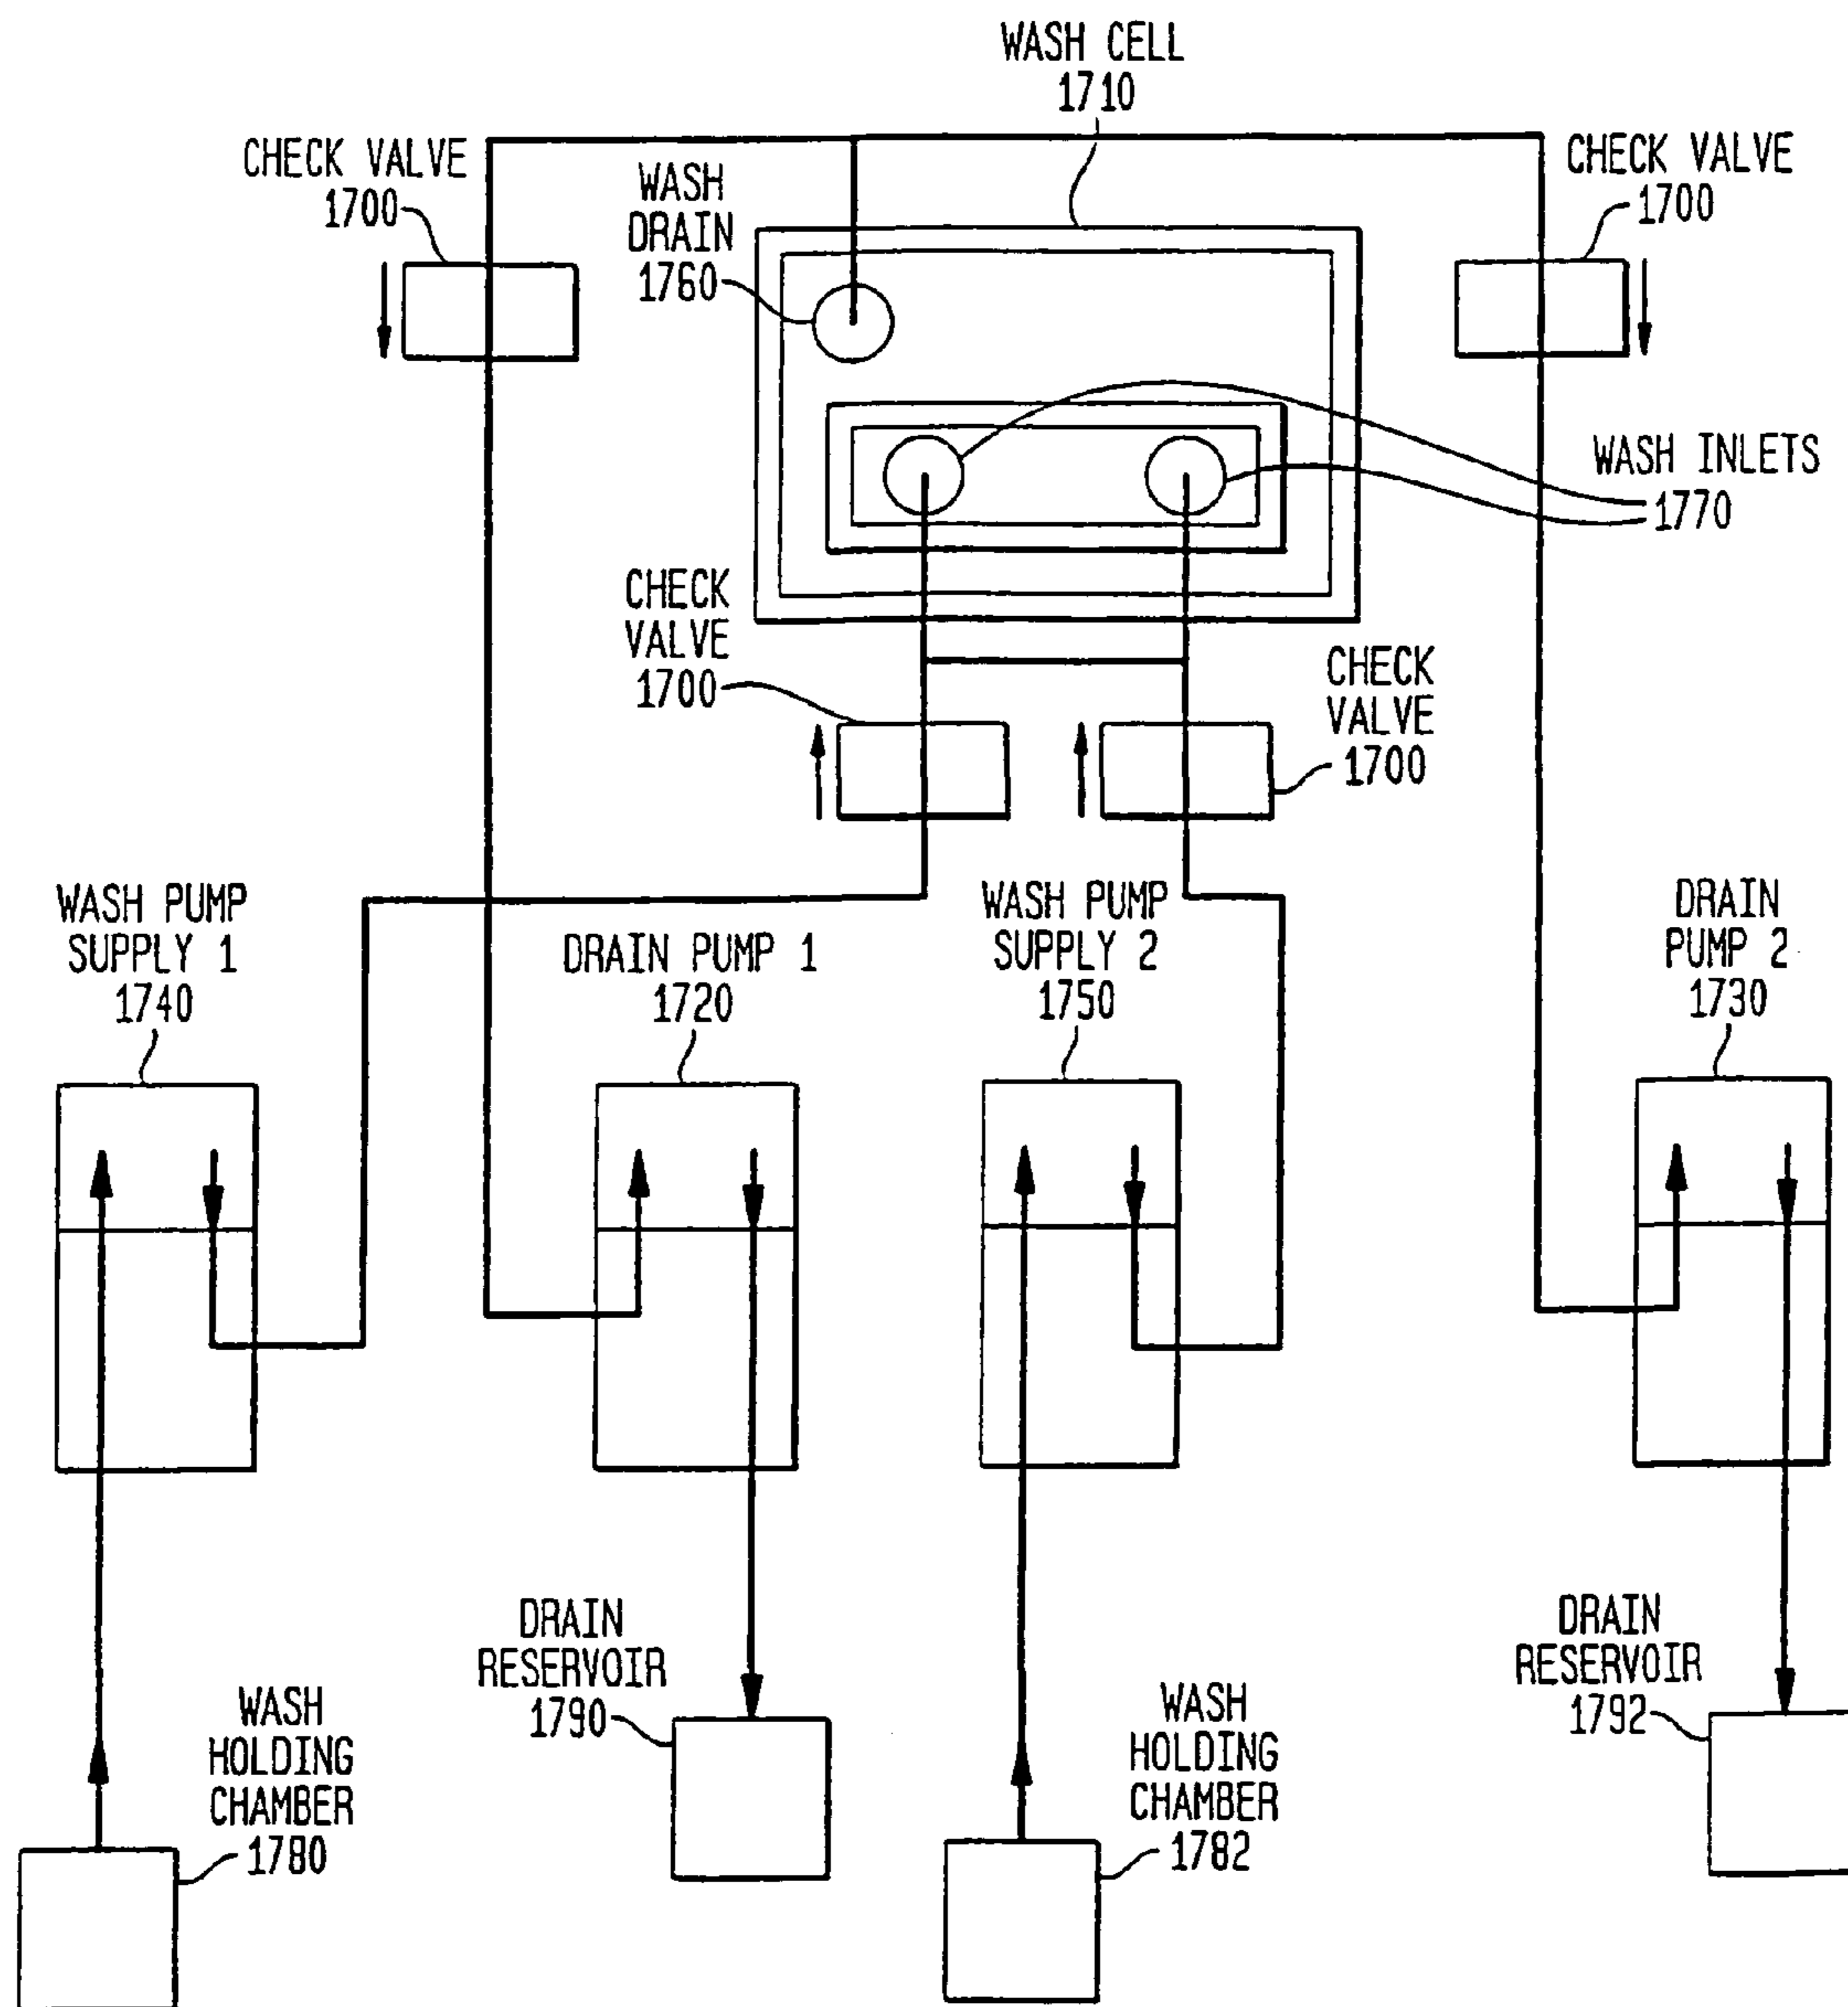 WASH CELL
1710
CHECK VALVE
1700
WASH
DRAIN
1760
CHECK VALVE
1700
WASH INLETS
1770
CHECK
VALVE
1700
CHECK
VALVE
1700
WASH PUMP
SUPPLY 1
1740
DRAIN PUMP 1
1720
WASH PUMP
SUPPLY 2
1750
DRAIN
PUMP 2
1730
DRAIN
RESERVOIR
1790
DRAIN
RESERVOIR
1792
WASH
HOLDING
CHAMBER
1780
WASH
HOLDING
CHAMBER
1782